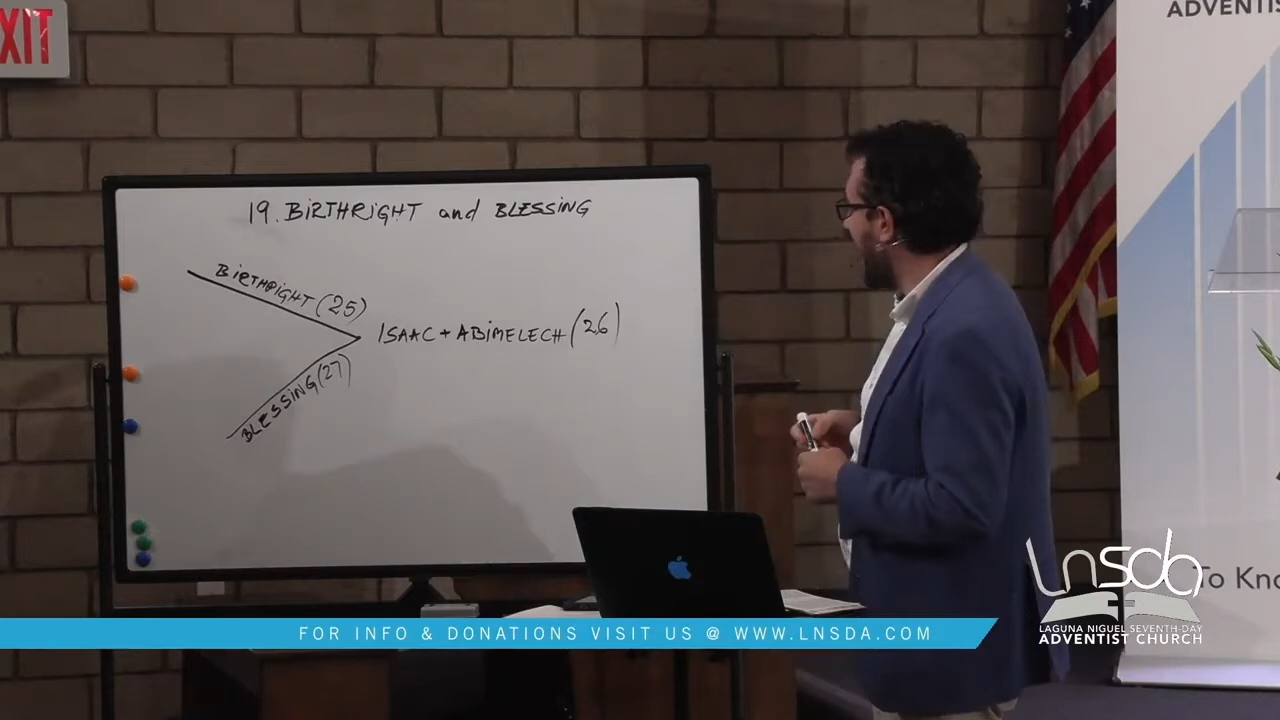 EXIT
ADVENTIS
19. BIRTHRIGHT and BLESSING
BIRTHRIGHT (25)
ISAAC + ABIMELECH (26)
BLESSING (27)
lnsda
To Kno
LAGUNA NIGUEL SEVENTH-DAY
ADVENTIST CHURCH
FOR INFO & DONATIONS VISIT US @ WWW.LNSDA.COM